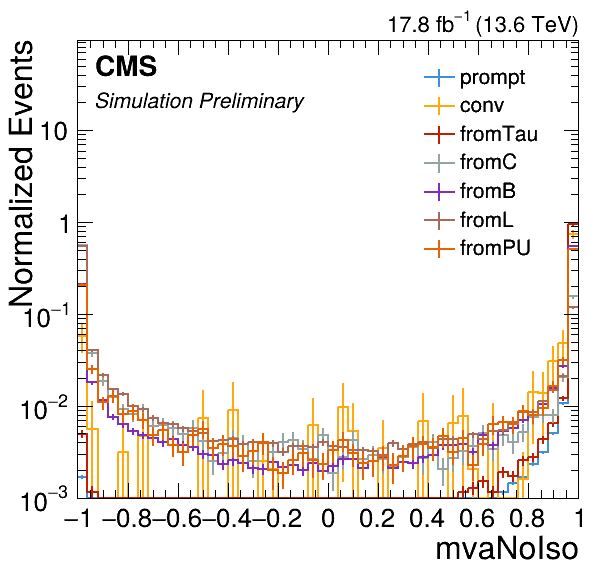 17.8 fb⁻¹ (13.6 TeV)
CMS
Simulation Preliminary
prompt
conv
fromTau
fromC
fromB
fromL
fromPU
Normalized Events
10
1
10⁻¹
10⁻²
10⁻³
−1 −0.8 −0.6 −0.4 −0.2 0 0.2 0.4 0.6 0.8 1
mvaNoIso